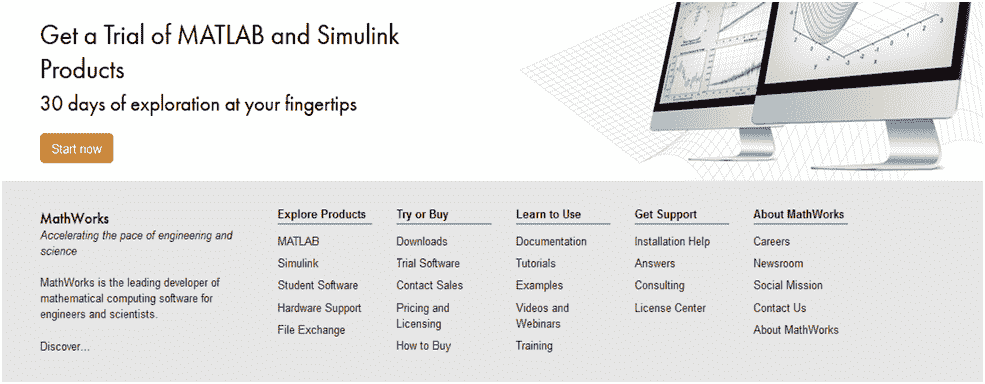 Get a Trial of MATLAB and Simulink
Products
30 days of exploration at your fingertips
Start now
MathWorks
Accelerating the pace of engineering and
science
MathWorks is the leading developer of
mathematical computing software for
engineers and scientists.
Discover...
Explore Products
MATLAB
Simulink
Student Software
Hardware Support
File Exchange
Try or Buy
Downloads
Trial Software
Contact Sales
Pricing and
Licensing
How to Buy
Learn to Use
Documentation
Tutorials
Examples
Videos and
Webinars
Training
Get Support
Installation Help
Answers
Consulting
License Center
About MathWorks
Careers
Newsroom
Social Mission
Contact Us
About MathWorks